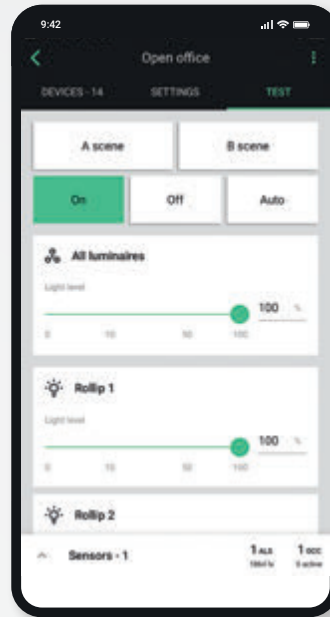 9:42
Open office
DEVICES - 14 SETTINGS TEST
A scene B scene
On Off Auto
All luminaires
Light level
100 %
0 10 50 100
Rollip 1
Light level
100 %
0 10 50 100
Rollip 2
Sensors - 1 1 ALS 1 OCC